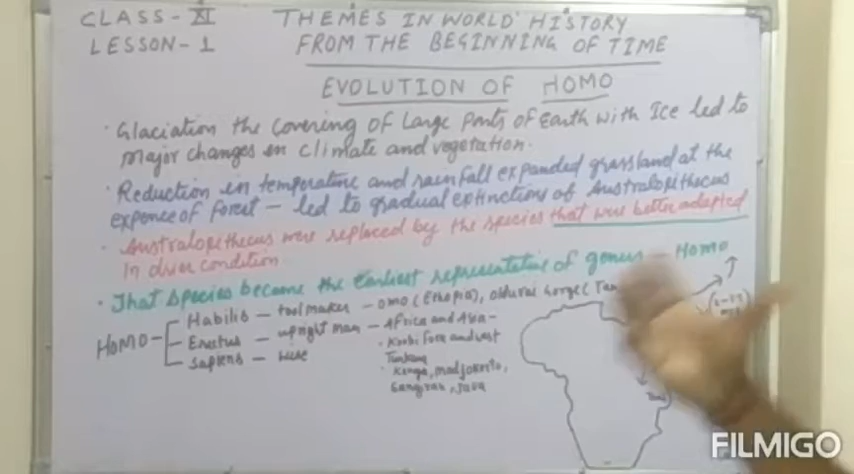 CLASS - XI
LESSON - 1
THEMES IN WORLD HISTORY
FROM THE BEGINNING OF TIME
EVOLUTION OF HOMO
• Glaciation the covering of Large Parts of Earth with Ice led to
major changes in climate and vegetation.
• Reduction in temperature and rainfall expanded grassland at the
expence of forest - led to gradual extinction of Australopithecus
• Australopithecus were replaced by the species that were better adapted
In drier condition
• That species became the Earliest representative of genus - Homo
HOMO -
Habilis - tool maker - Omo (Ethopia), olduvai Gorge (Tan
Erectus - upright man - Africa and Asia -
Sapiens - wise
• Koobi Fora and west
Turkana
• Kenya, modjokerto,
Sangiran, Java
FILMIGO